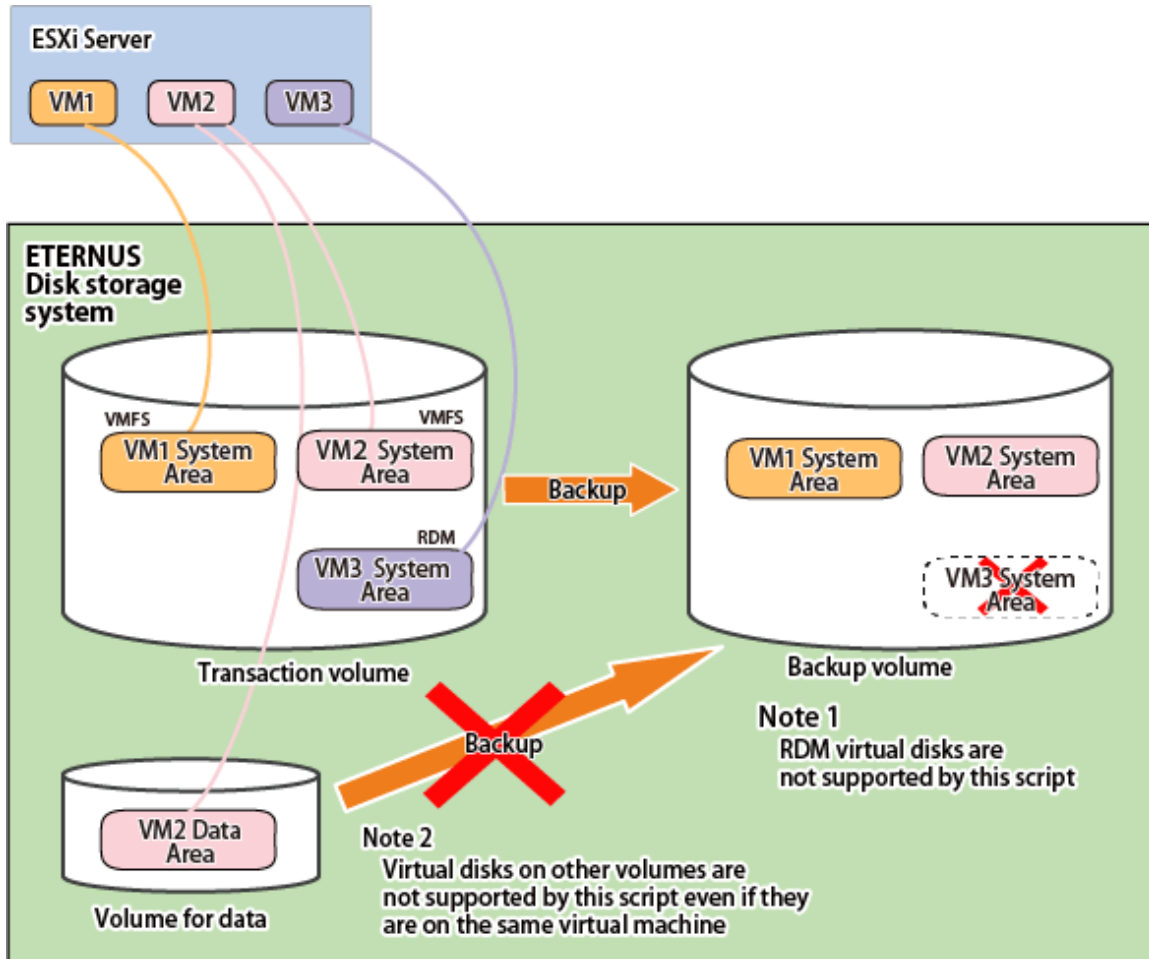 ESXi Server
VM1
VM2
VM3
ETERNUS
Disk storage
system
VMFS
VM1 System
Area
VMFS
VM2 System
Area
RDM
VM3 System
Area
Transaction volume
Backup
VM1 System
Area
VM2 System
Area
VM3 System
Area
Backup volume
Backup
Note 1
RDM virtual disks are
not supported by this script
VM2 Data
Area
Volume for data
Note 2
Virtual disks on other volumes are
not supported by this script even if they
are on the same virtual machine